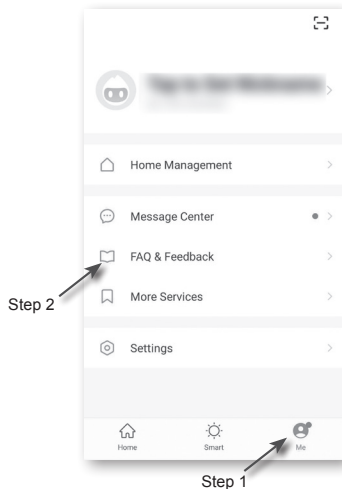 Home Management
Message Center
FAQ & Feedback
More Services
Step 2
Settings
Home
Smart
Me
Step 1